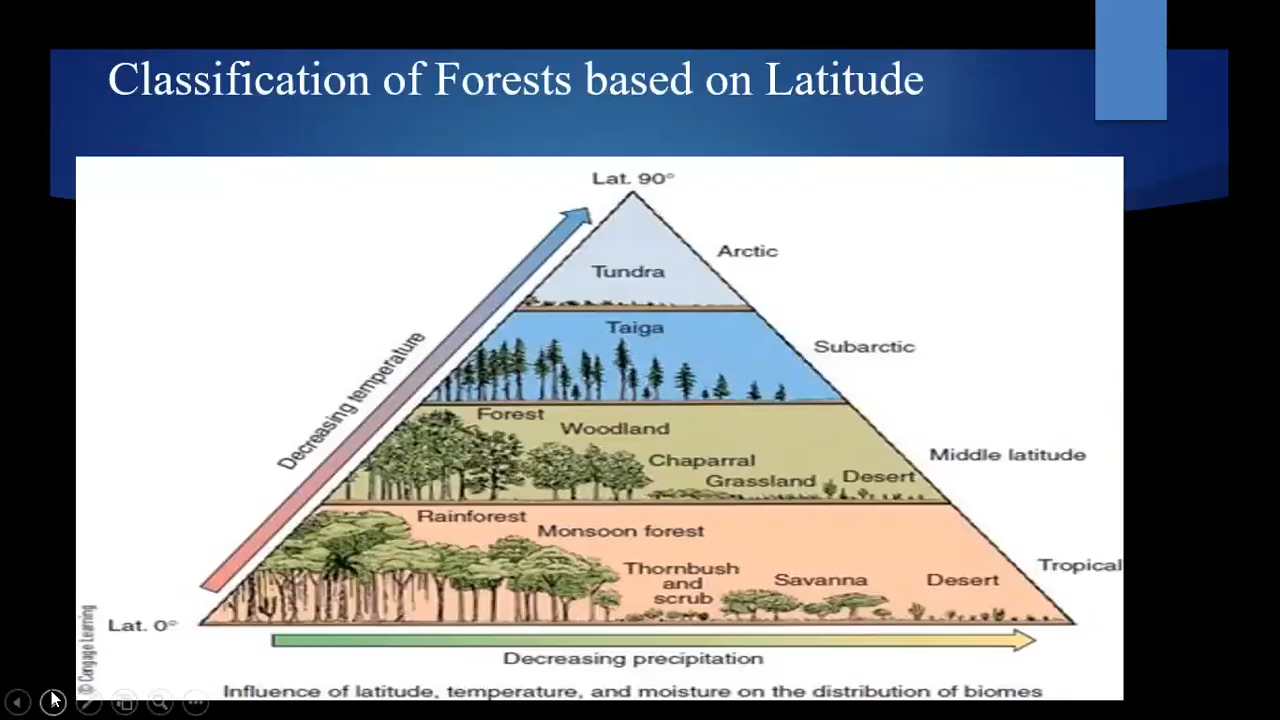 Classification of Forests based on Latitude
Lat. 90°
Arctic
Tundra
Taiga
Subarctic
Decreasing temperature
Forest
Woodland
Middle latitude
Chaparral
Grassland
Desert
Rainforest
Monsoon forest
Tropical
Thornbush
and
scrub
Savanna
Desert
Lat. 0°
Decreasing precipitation
© Cengage Learning
Influence of latitude, temperature, and moisture on the distribution of biomes